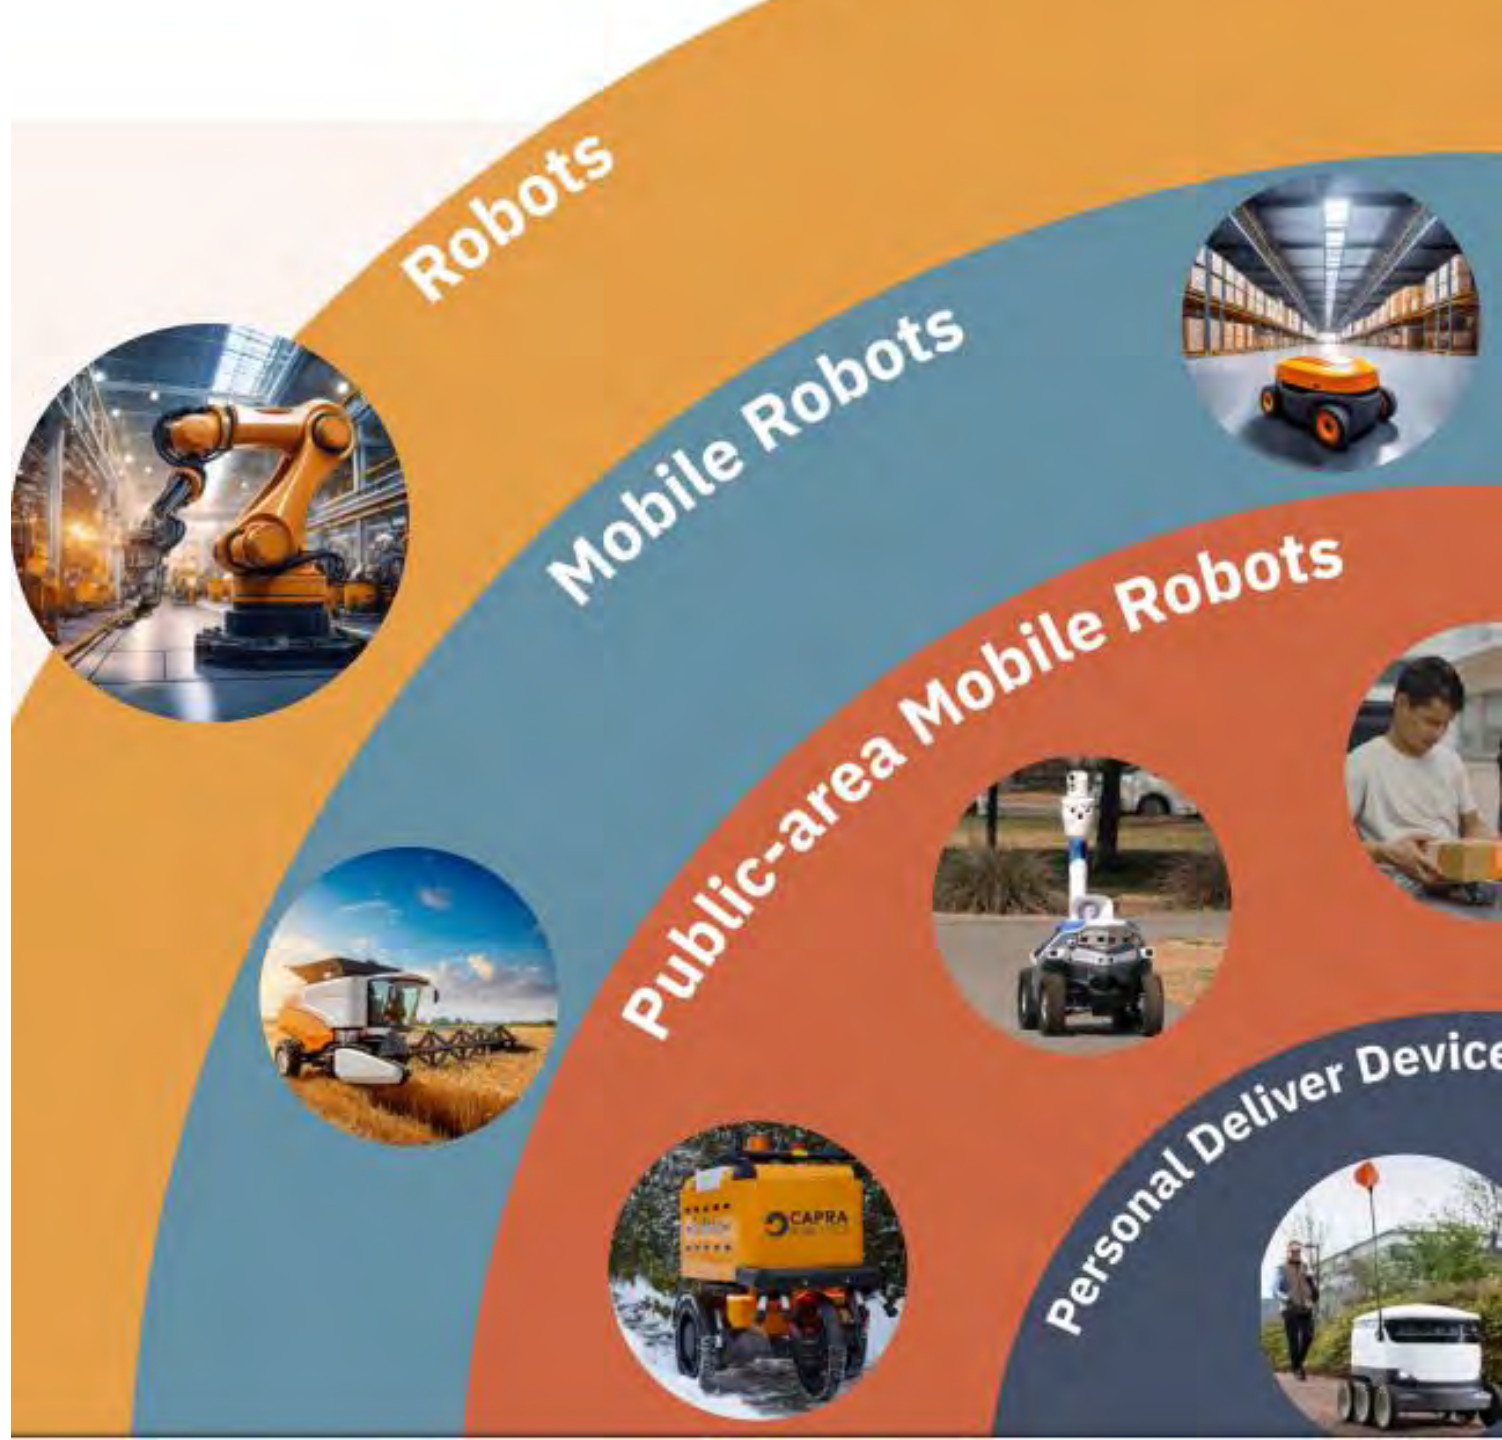 Robots
Mobile Robots
Public-area Mobile Robots
Personal Deliver Device
CAPRA